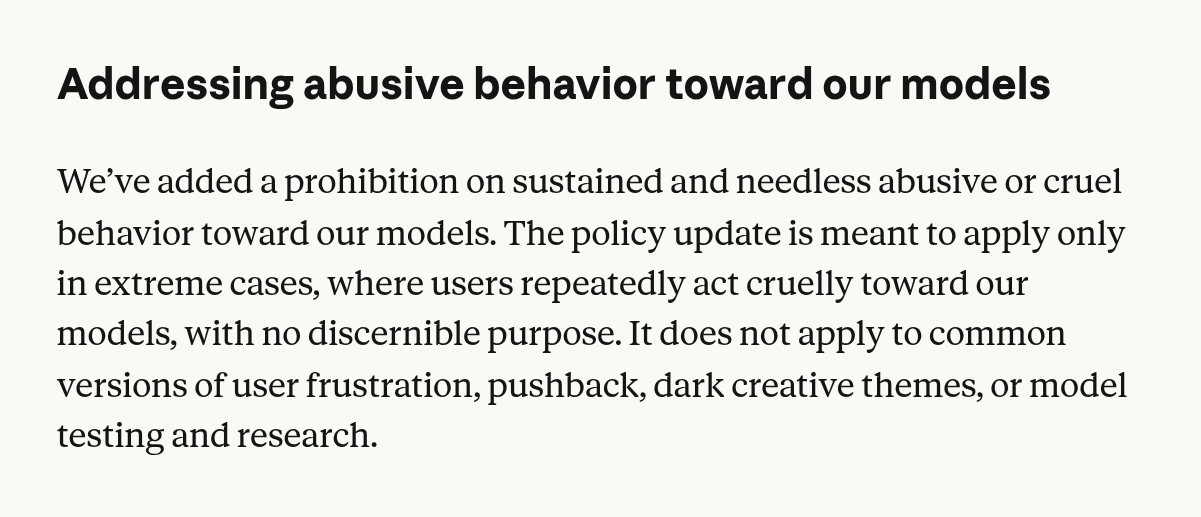 Addressing abusive behavior toward our models
We’ve added a prohibition on sustained and needless abusive or cruel
behavior toward our models. The policy update is meant to apply only
in extreme cases, where users repeatedly act cruelly toward our
models, with no discernible purpose. It does not apply to common
versions of user frustration, pushback, dark creative themes, or model
testing and research.